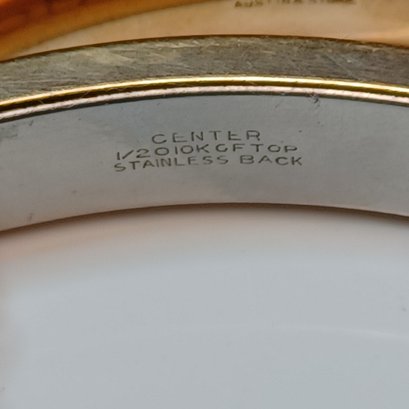 CENTER
1/20 10K GF TOP
STAINLESS BACK